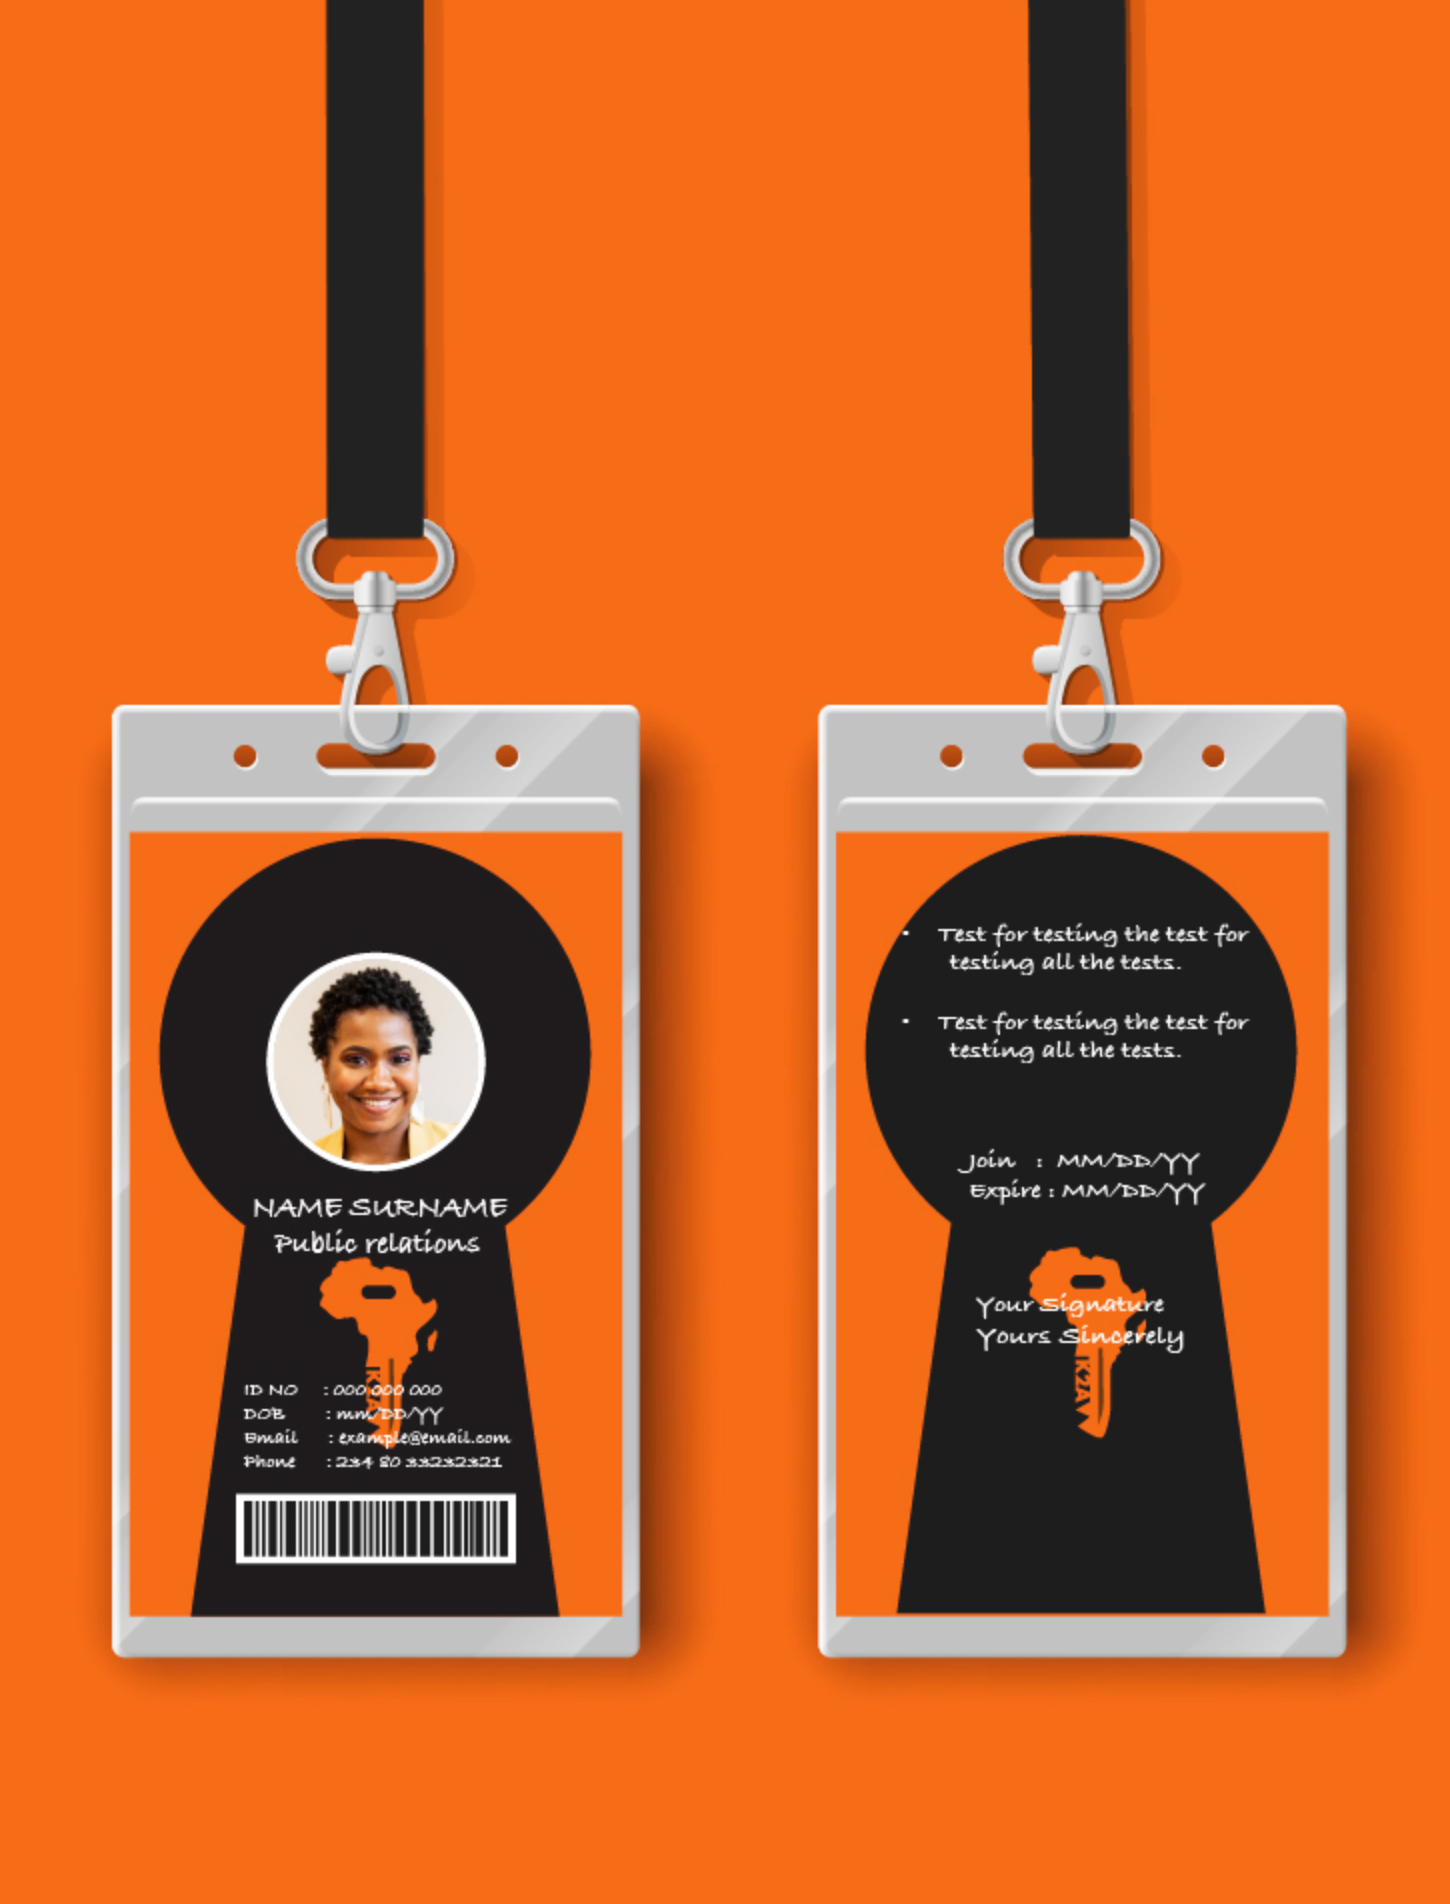 NAME SURNAME
Public relations
IK2A
ID NO : 000 000 000
DOB : mm/DD/YY
Email : example@email.com
Phone : 234 80 33232321
• Test for testing the test for
testing all the tests.
• Test for testing the test for
testing all the tests.
Join : MM/DD/YY
Expire : MM/DD/YY
Your Signature
Yours Sincerely
IK2A